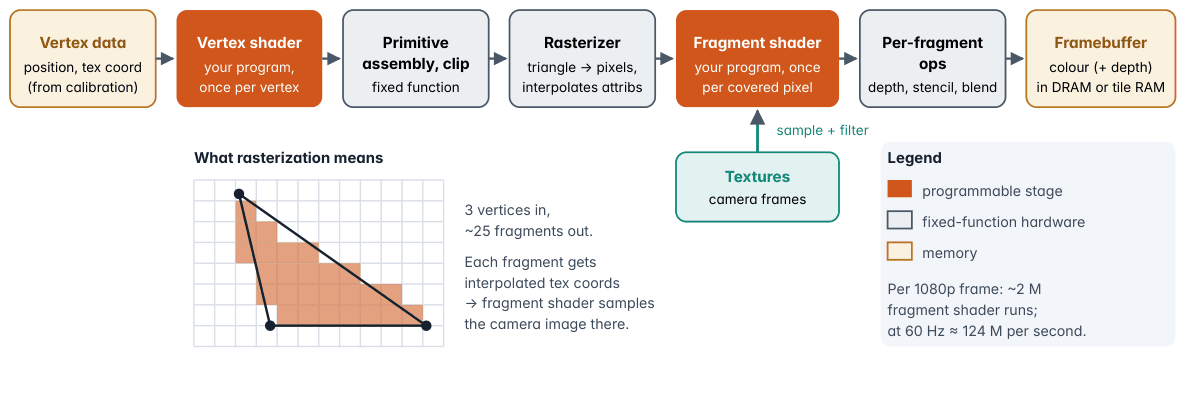 Vertex data
position, tex coord
(from calibration)
Vertex shader
your program,
once per vertex
Primitive
assembly, clip
fixed function
Rasterizer
triangle → pixels,
interpolates attribs
Fragment shader
your program, once
per covered pixel
Per-fragment
ops
depth, stencil, blend
Framebuffer
colour (+ depth)
in DRAM or tile RAM
sample + filter
Textures
camera frames
What rasterization means
3 vertices in,
~25 fragments out.
Each fragment gets
interpolated tex coords
→ fragment shader samples
the camera image there.
Legend
programmable stage
fixed-function hardware
memory
Per 1080p frame: ~2 M
fragment shader runs;
at 60 Hz ≈ 124 M per second.